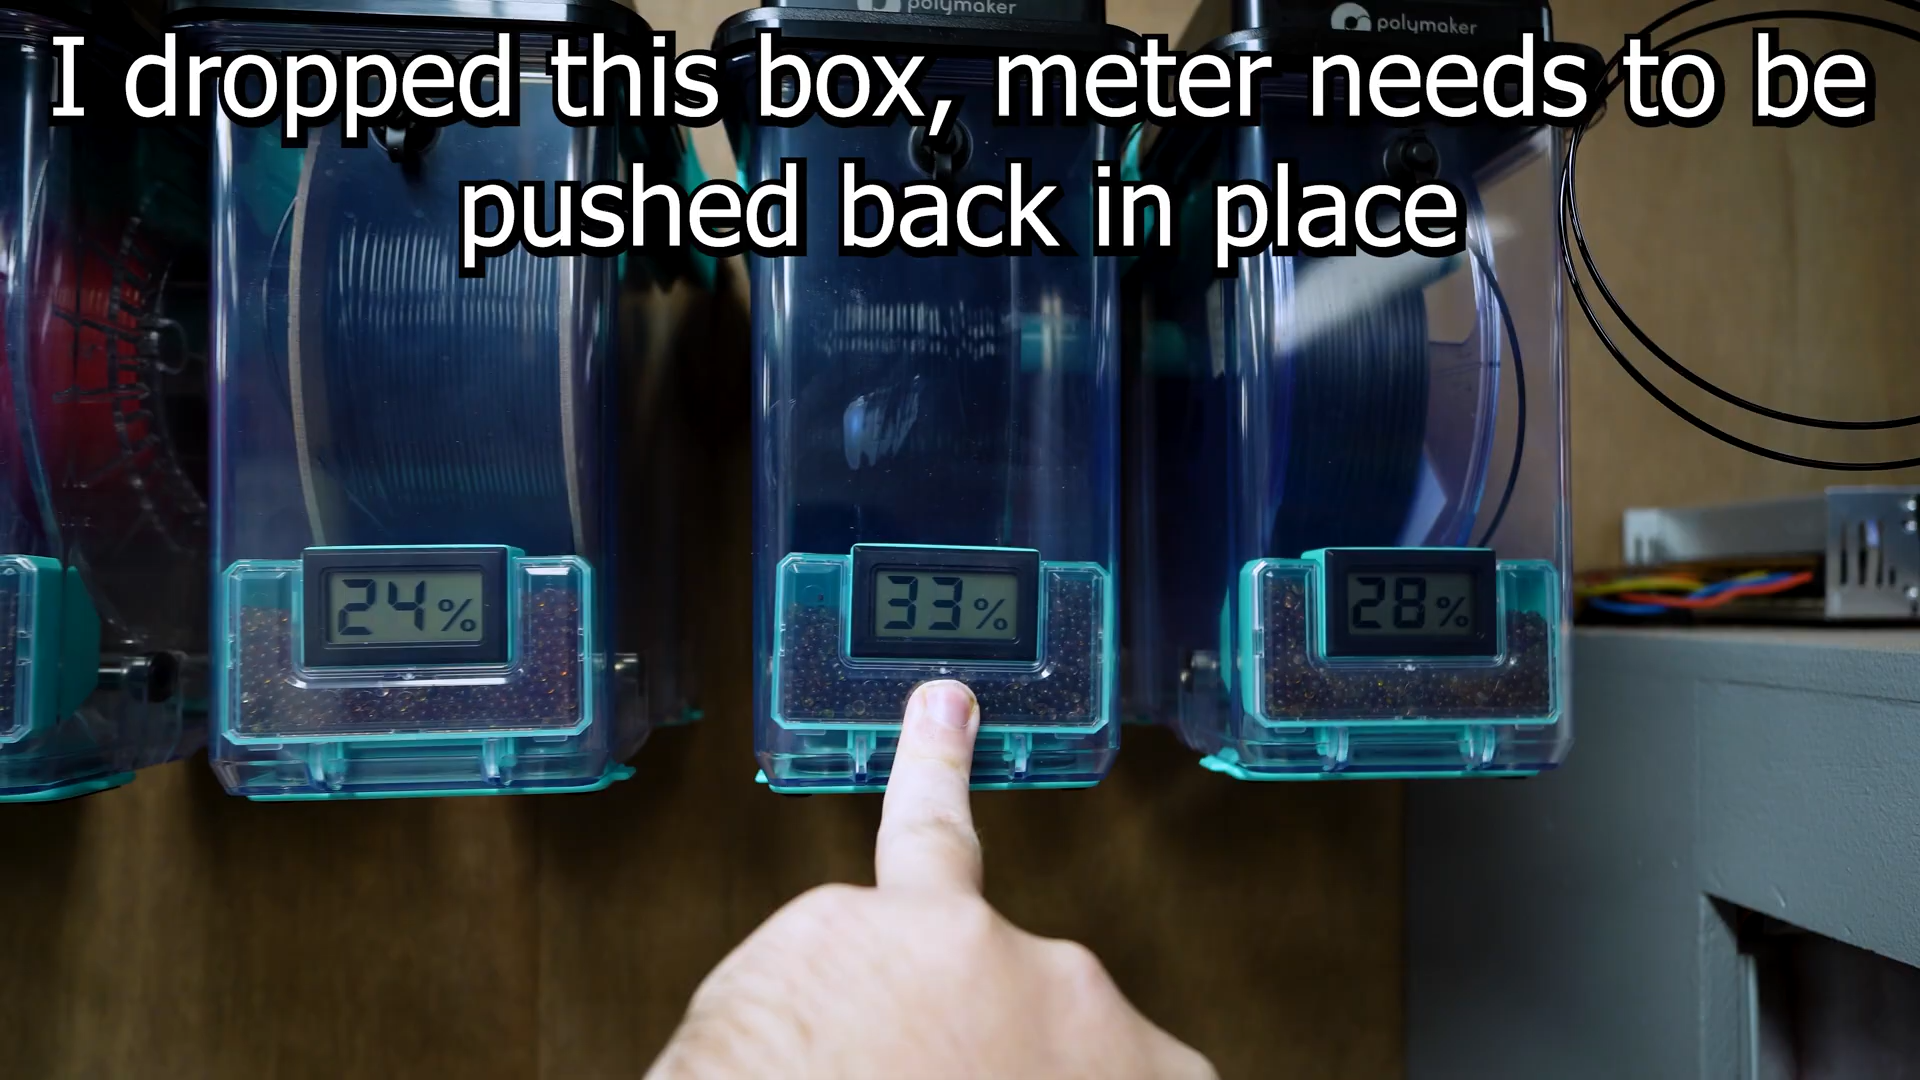 polymaker
polymaker
I dropped this box, meter needs to be
pushed back in place
24%
33%
28%